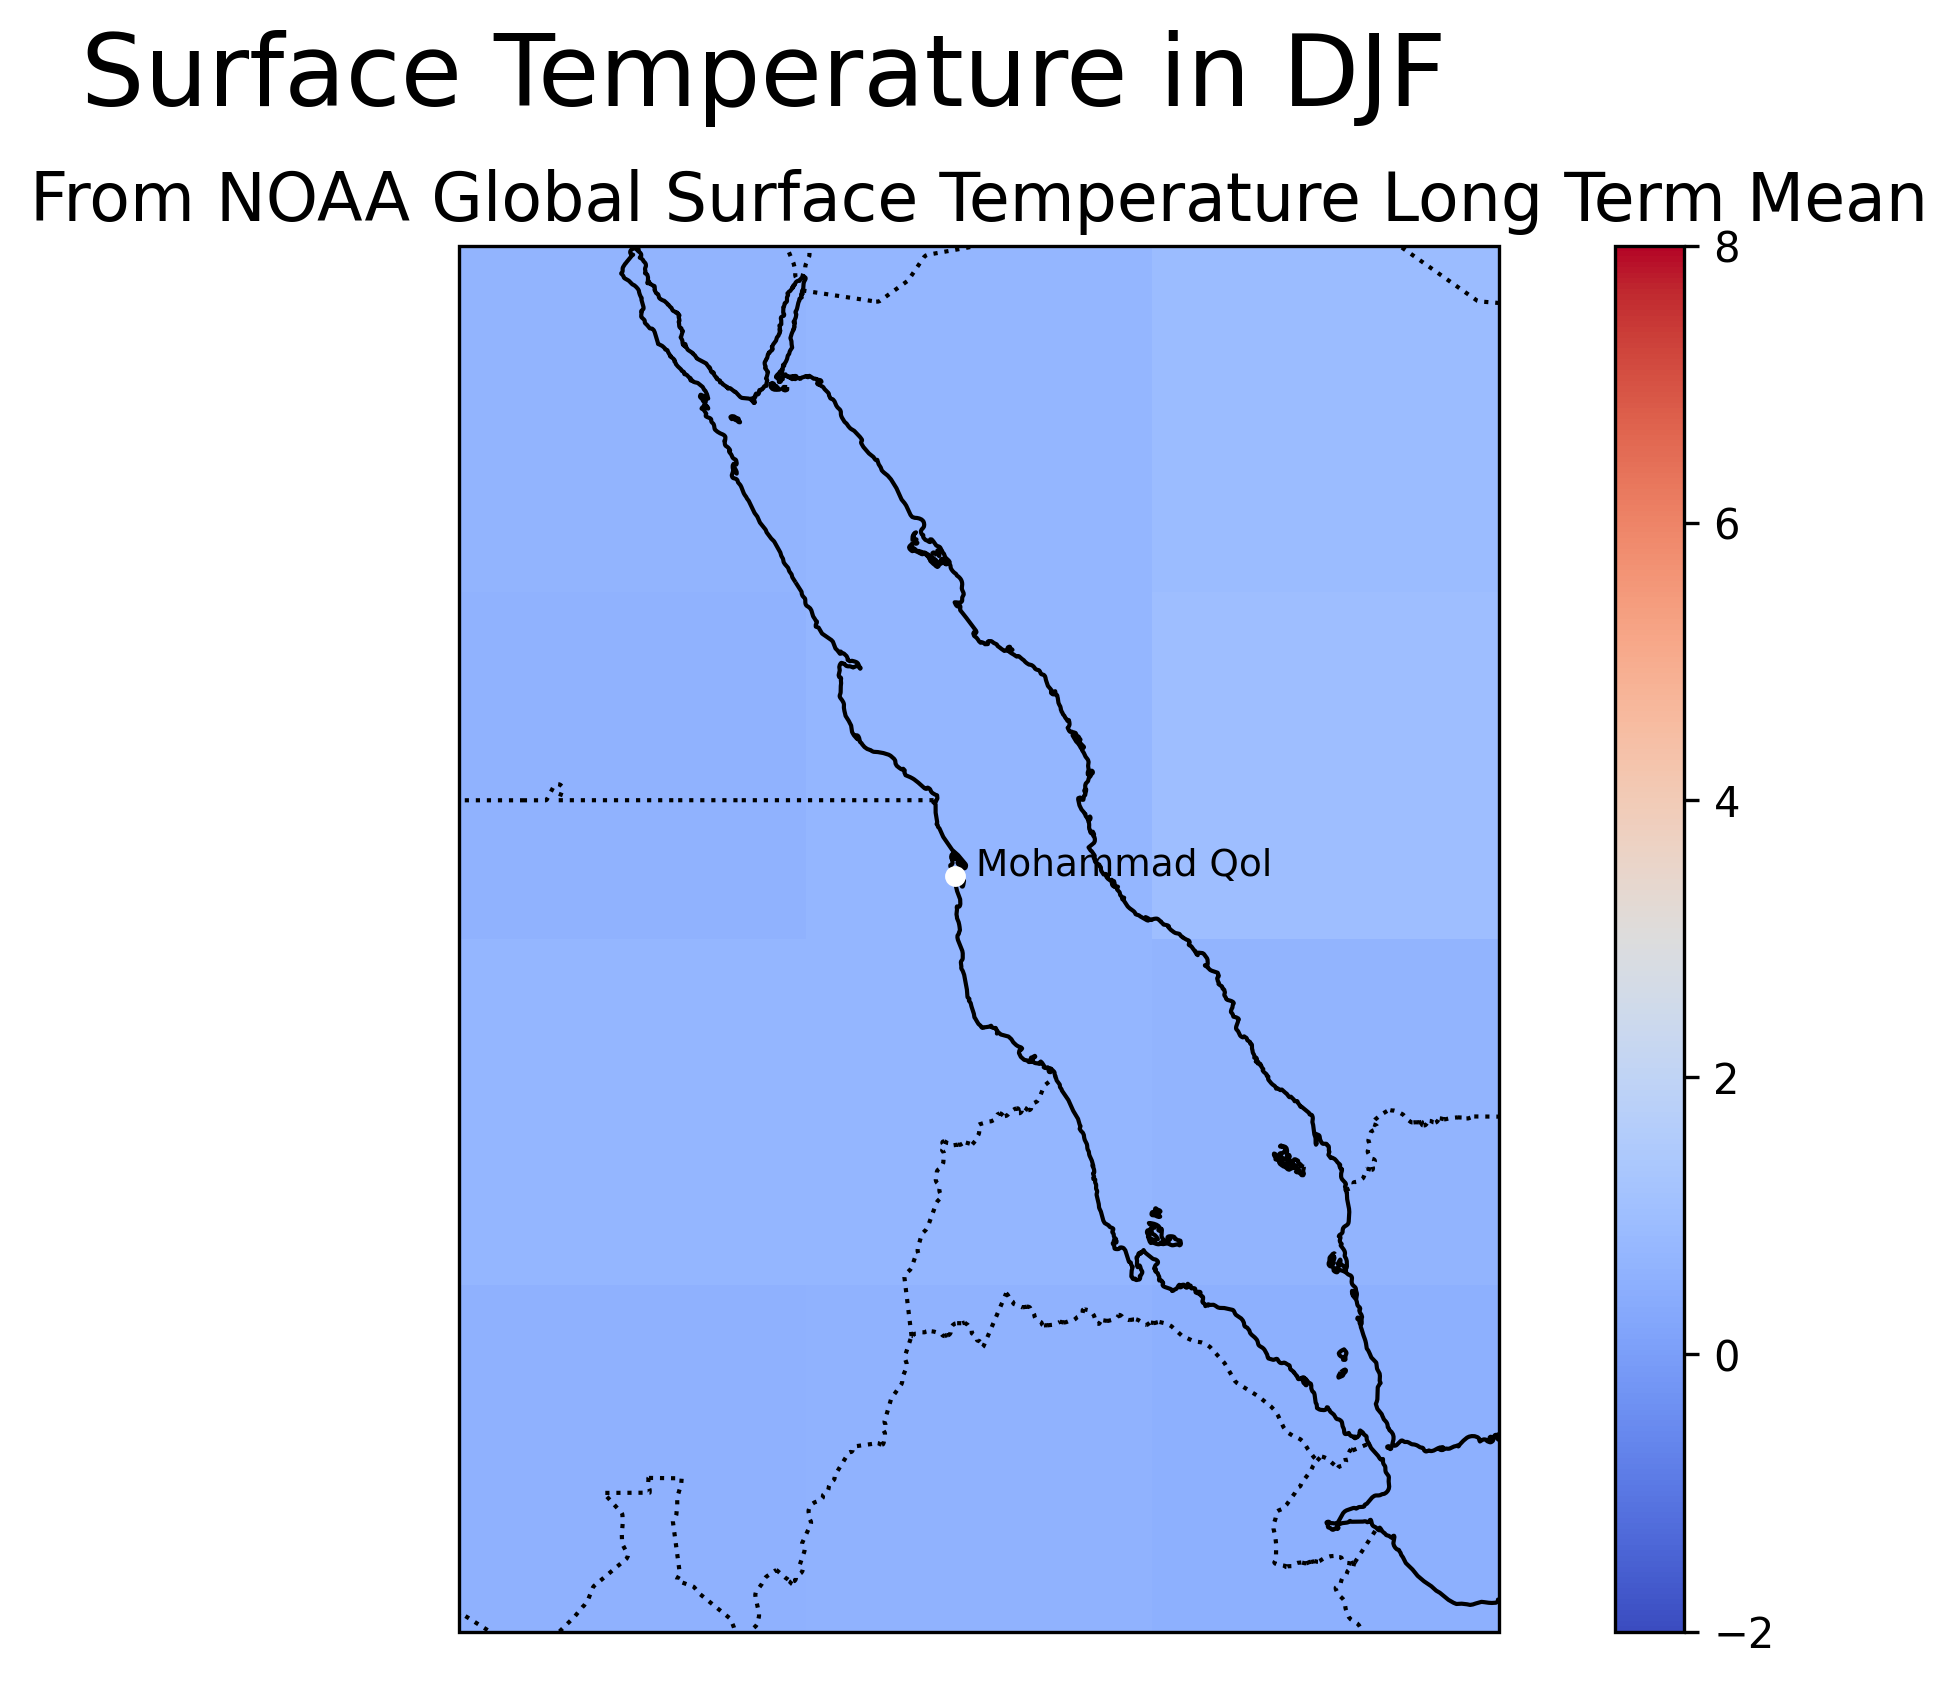 Surface Temperature in DJF
From NOAA Global Surface Temperature Long Term Mean
8
6
4
Mohammad Qol
2
0
−2